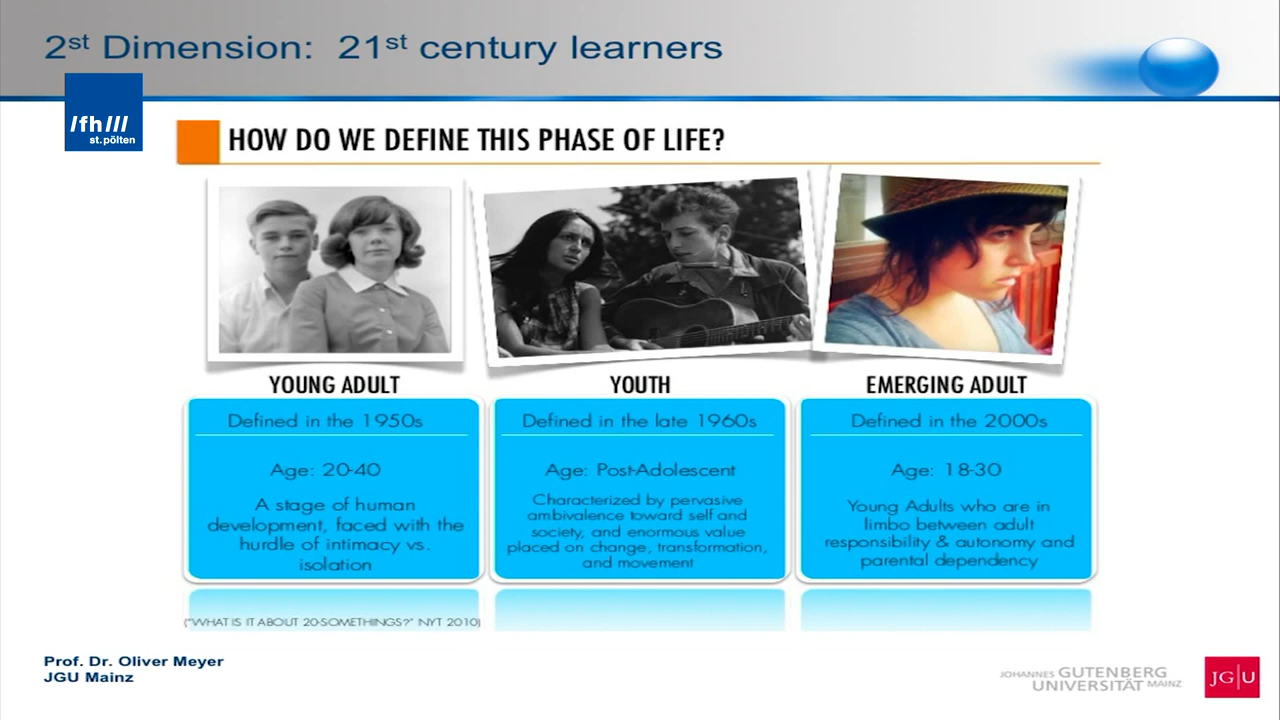 2st Dimension: 21st century learners
/fh///
st.pölten
HOW DO WE DEFINE THIS PHASE OF LIFE?
YOUNG ADULT
Defined in the 1950s
Age: 20-40
A stage of human
development, faced with the
hurdle of intimacy vs.
isolation
YOUTH
Defined in the late 1960s
Age: Post-Adolescent
Characterized by pervasive
ambivalence toward self and
society, and enormous value
placed on change, transformation,
and movement
EMERGING ADULT
Defined in the 2000s
Age: 18-30
Young Adults who are in
limbo between adult
responsibility & autonomy and
parental dependency
("WHAT IS IT ABOUT 20-SOMETHINGS?" NYT 2010)
Prof. Dr. Oliver Meyer
JGU Mainz
JOHANNES GUTENBERG
UNIVERSITÄT MAINZ
JG|U